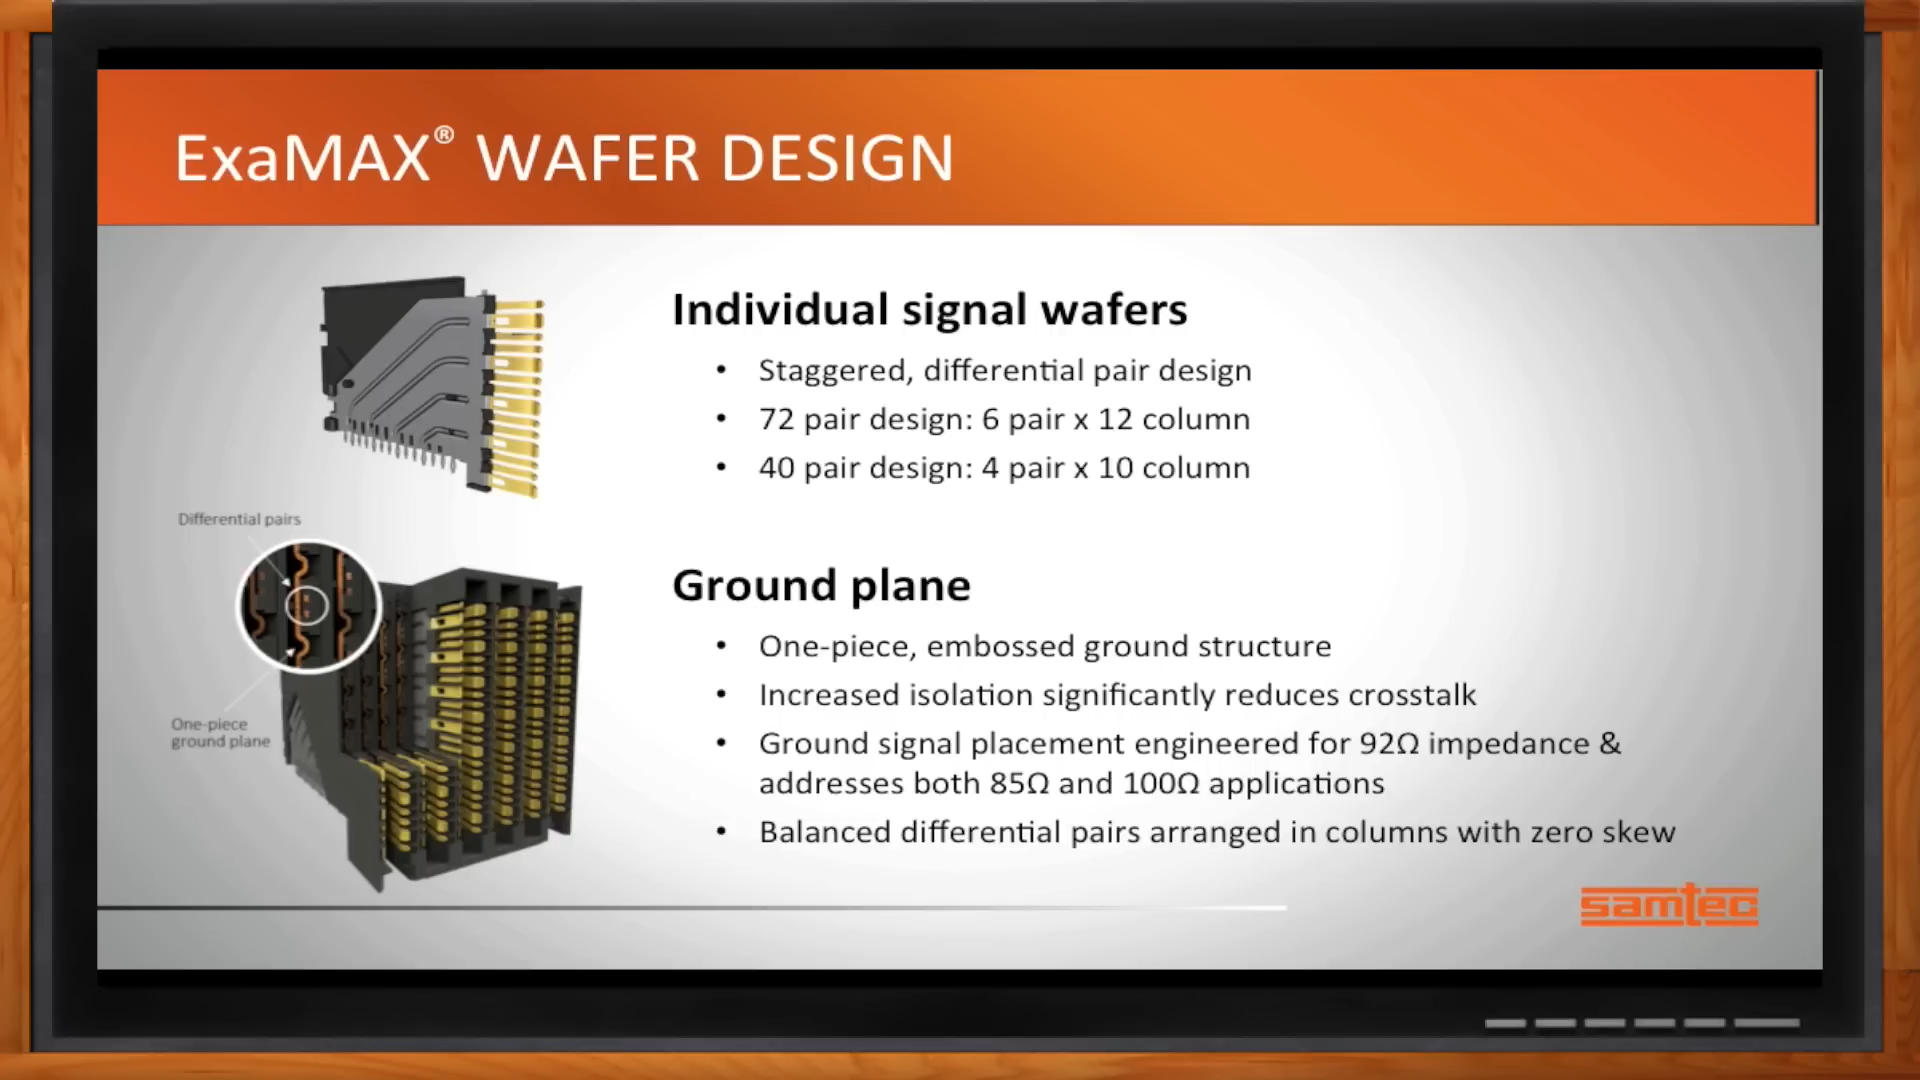 ExaMAX® WAFER DESIGN
Individual signal wafers
• Staggered, differential pair design
• 72 pair design: 6 pair x 12 column
• 40 pair design: 4 pair x 10 column
Differential pairs
One-piece
ground plane
Ground plane
• One-piece, embossed ground structure
• Increased isolation significantly reduces crosstalk
• Ground signal placement engineered for 92Ω impedance &
addresses both 85Ω and 100Ω applications
• Balanced differential pairs arranged in columns with zero skew
samtec